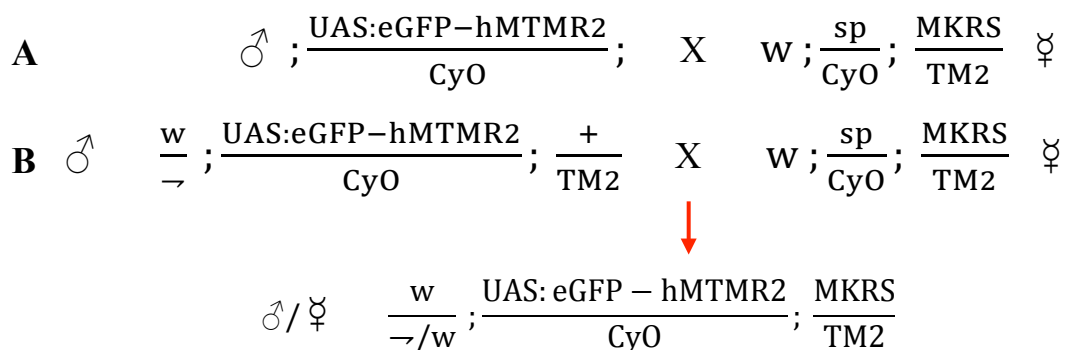 A ♂ ; UAS:eGFP−hMTMR2/CyO ; X w ; sp/CyO ; MKRS/TM2 ☿
B ♂ w/⇁ ; UAS:eGFP−hMTMR2/CyO ; +/TM2 X w ; sp/CyO ; MKRS/TM2 ☿
♂/☿ w/⇁/w ; UAS: eGFP − hMTMR2/CyO ; MKRS/TM2